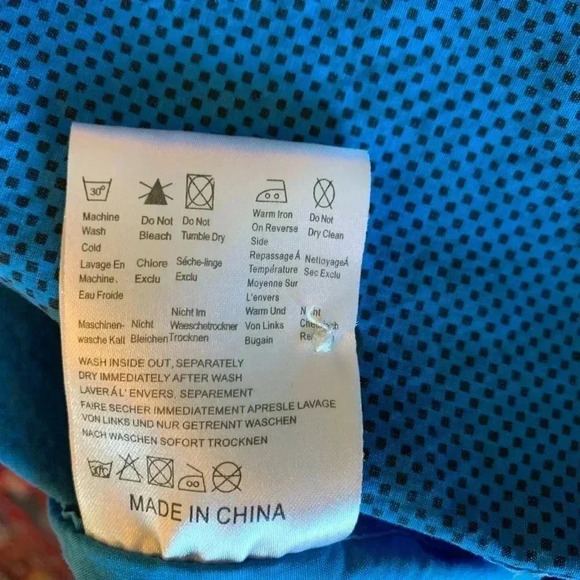 30°
Machine Wash Cold
Do Not Bleach
Do Not Tumble Dry
Warm Iron On Reverse Side
Do Not Dry Clean
Lavage En Machine. Eau Froide
Chlore Exclu
Séche-linge Exclu
Repassage À Température Moyenne Sur L'envers
NettoyageÀ Sec Exclu
Maschinen-wasche Kalt
Nicht Bleichen
Nicht Im Waeschetrockner Trocknen
Warm Und Von Links Bugain
WASH INSIDE OUT, SEPARATELY
DRY IMMEDIATELY AFTER WASH
LAVER À L' ENVERS, SEPAREMENT
FAIRE SECHER IMMEDIATEMENT APRESLE LAVAGE
VON LINKS UND NUR GETRENNT WASCHEN
NACH WASCHEN SOFORT TROCKNEN
30°
MADE IN CHINA